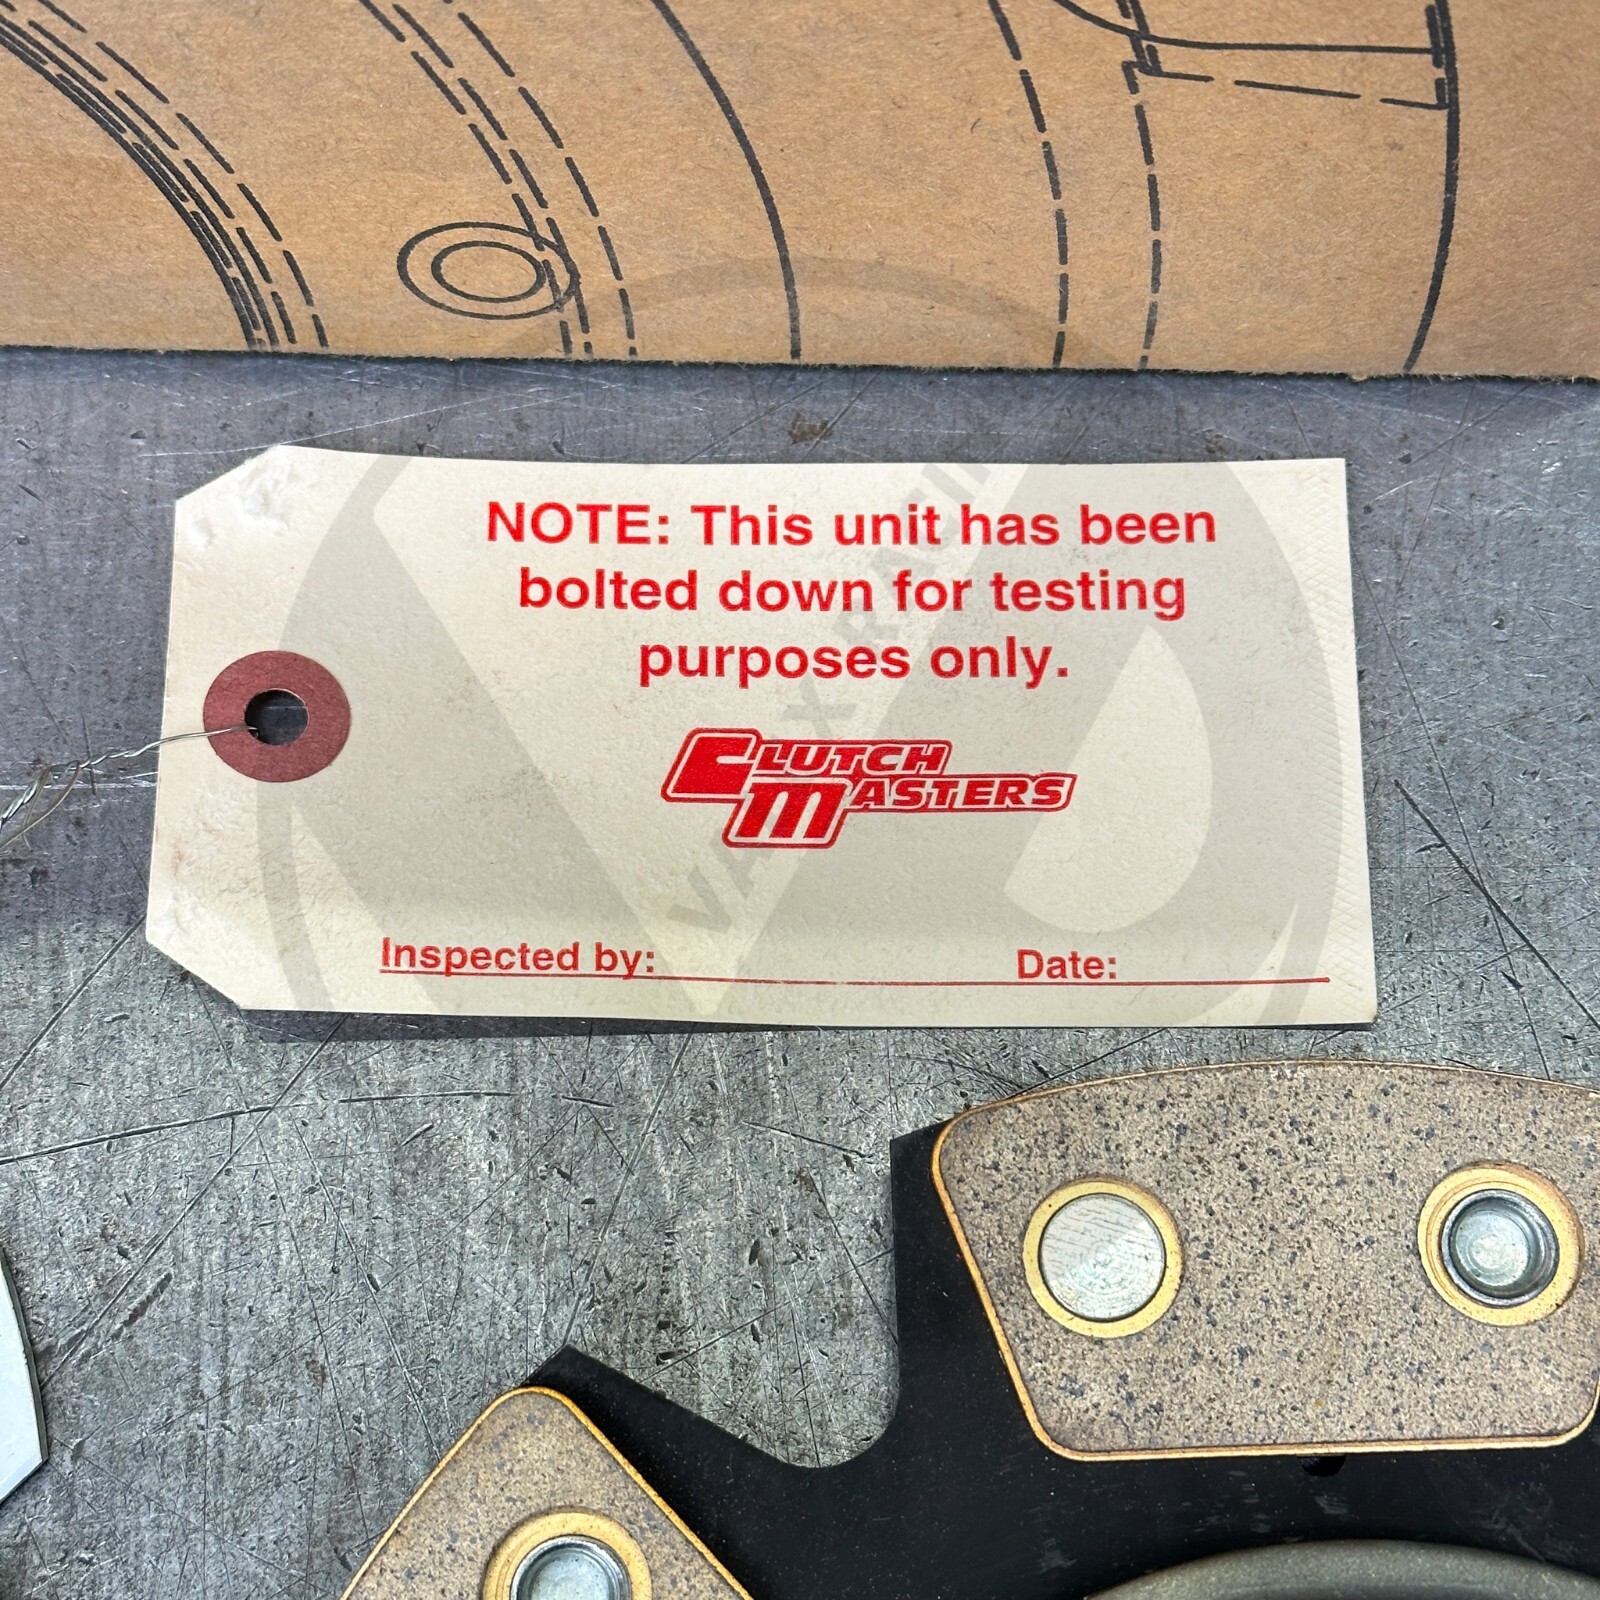 NOTE: This unit has been
bolted down for testing
purposes only.
CLUTCH
MASTERS
Inspected by:
Date: